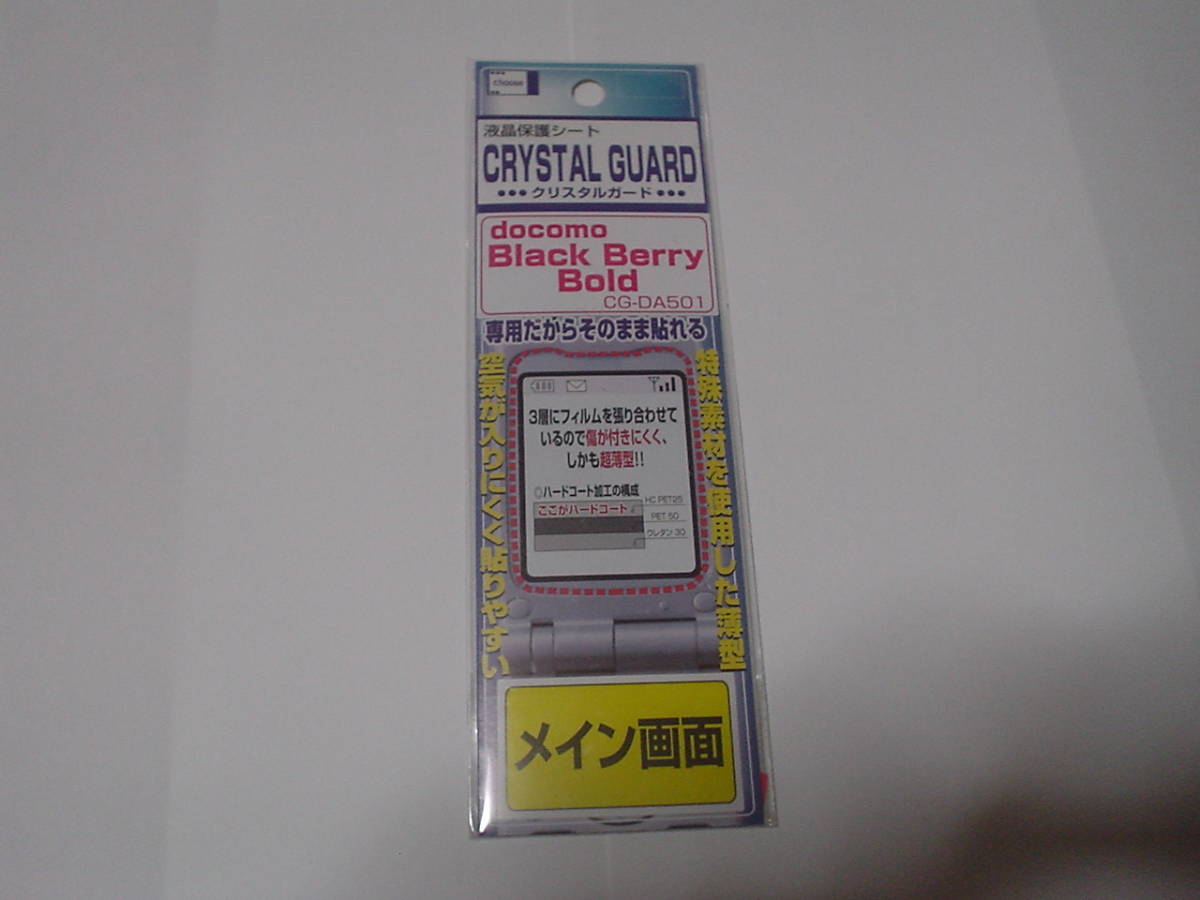 choose
液晶保護シート
CRYSTAL GUARD
●●●クリスタルガード●●●
docomo
Black Berry
Bold
CG-DA501
専用だからそのまま貼れる
空気が入りにくく貼りやすい
特殊素材を使用した薄型
3層にフィルムを張り合わせて
いるので傷が付きにくく、
しかも超薄型!!
◎ハードコート加工の構成
ここがハードコート
HC PET25
PET 50
ウレタン 30
メイン画面